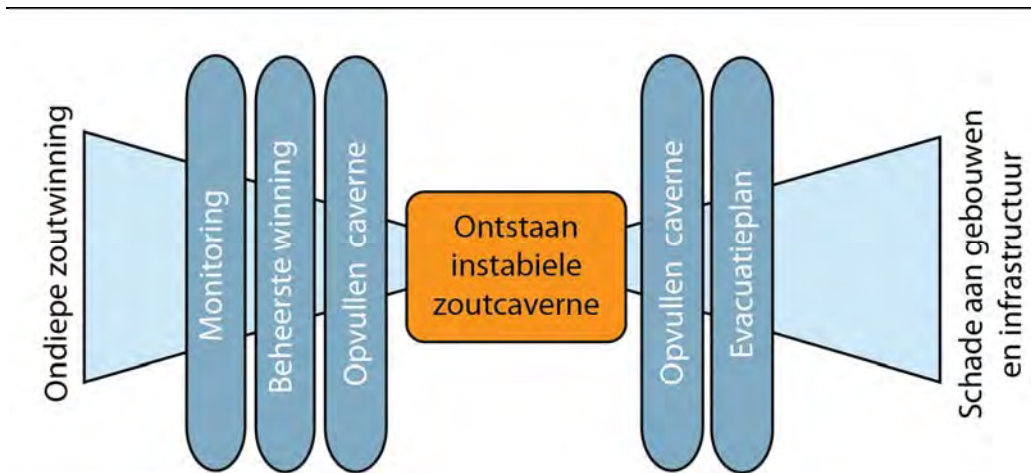 Ondiepe zoutwinning
Monitoring
Beheerste winning
Opvullen caverne
Ontstaan
instabiele
zoutcaverne
Opvullen caverne
Evacuatieplan
Schade aan gebouwen
en infrastructuur